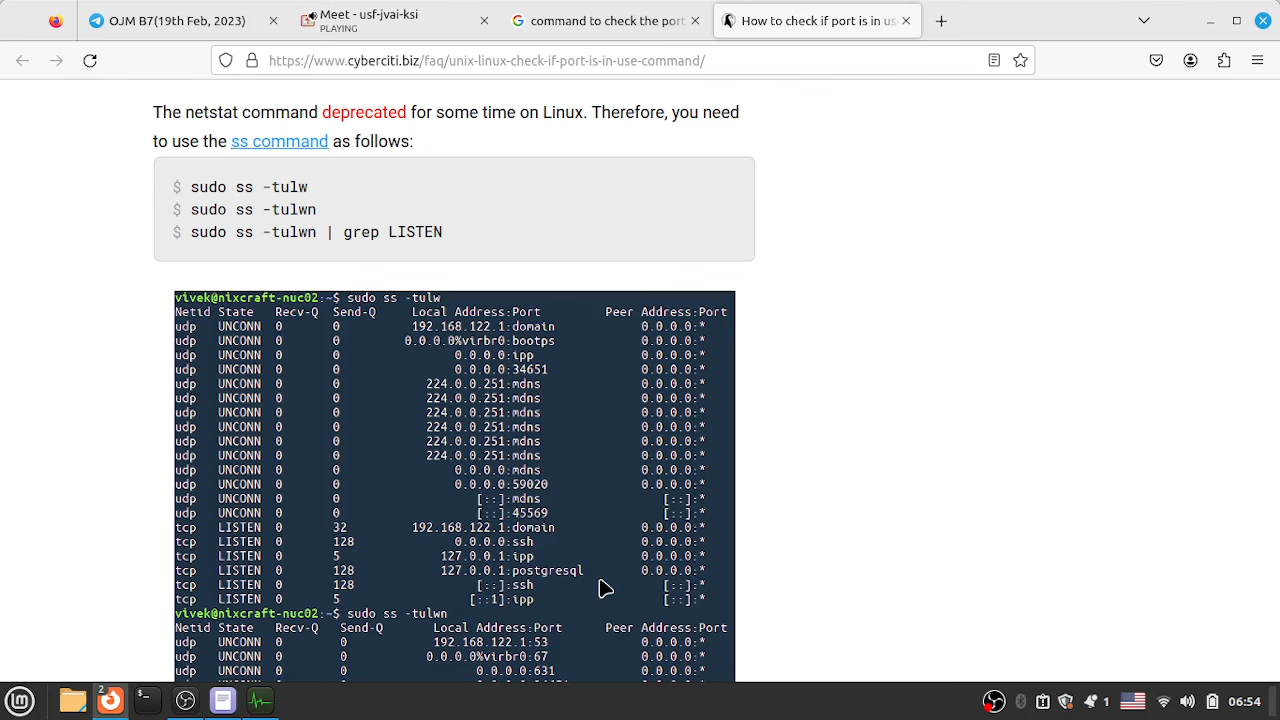 OJM B7(19th Feb, 2023)
Meet - usf-jvai-ksi
PLAYING
command to check the port
How to check if port is in use
https://www.cyberciti.biz/faq/unix-linux-check-if-port-is-in-use-command/
The netstat command deprecated for some time on Linux. Therefore, you need
to use the ss command as follows:
$ sudo ss -tulw
$ sudo ss -tulwn
$ sudo ss -tulwn | grep LISTEN
vivek@nixcraft-nuc02:~$ sudo ss -tulw
Netid State Recv-Q Send-Q Local Address:Port Peer Address:Port
udp UNCONN 0 0 192.168.122.1:domain 0.0.0.0:*
udp UNCONN 0 0 0.0.0.0%virbr0:bootps 0.0.0.0:*
udp UNCONN 0 0 0.0.0.0:ipp 0.0.0.0:*
udp UNCONN 0 0 0.0.0.0:34651 0.0.0.0:*
udp UNCONN 0 0 224.0.0.251:mdns 0.0.0.0:*
udp UNCONN 0 0 224.0.0.251:mdns 0.0.0.0:*
udp UNCONN 0 0 224.0.0.251:mdns 0.0.0.0:*
udp UNCONN 0 0 224.0.0.251:mdns 0.0.0.0:*
udp UNCONN 0 0 224.0.0.251:mdns 0.0.0.0:*
udp UNCONN 0 0 224.0.0.251:mdns 0.0.0.0:*
udp UNCONN 0 0 0.0.0.0:mdns 0.0.0.0:*
udp UNCONN 0 0 0.0.0.0:59020 0.0.0.0:*
udp UNCONN 0 0 [::]:mdns [::]:*
udp UNCONN 0 0 [::]:45569 [::]:*
tcp LISTEN 0 32 192.168.122.1:domain 0.0.0.0:*
tcp LISTEN 0 128 0.0.0.0:ssh 0.0.0.0:*
tcp LISTEN 0 5 127.0.0.1:ipp 0.0.0.0:*
tcp LISTEN 0 128 127.0.0.1:postgresql 0.0.0.0:*
tcp LISTEN 0 128 [::]:ssh [::]:*
tcp LISTEN 0 5 [::1]:ipp [::]:*
vivek@nixcraft-nuc02:~$ sudo ss -tulwn
Netid State Recv-Q Send-Q Local Address:Port Peer Address:Port
udp UNCONN 0 0 192.168.122.1:53 0.0.0.0:*
udp UNCONN 0 0 0.0.0.0%virbr0:67 0.0.0.0:*
udp UNCONN 0 0 0.0.0.0:631 0.0.0.0:*
2
1
06:54